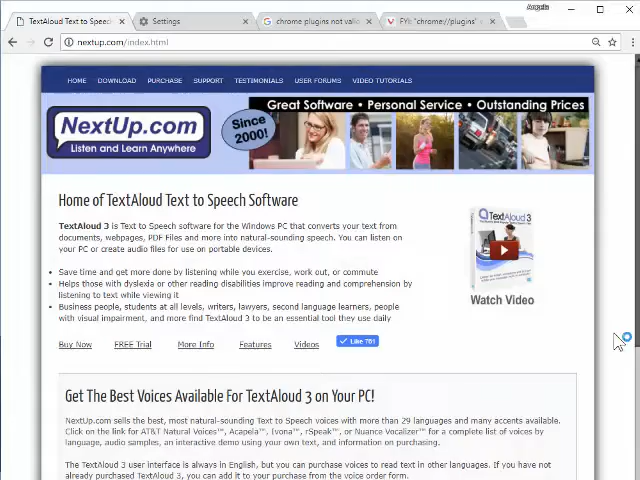 Angela
TextAloud Text to Speech
Settings
chrome plugins not vali
FYI: "chrome://plugins"
nextup.com/index.html
HOME DOWNLOAD PURCHASE SUPPORT TESTIMONIALS USER FORUMS VIDEO TUTORIALS
Great Software • Personal Service • Outstanding Prices
NextUp.com
Listen and Learn Anywhere
Since 2000!
Home of TextAloud Text to Speech Software
TextAloud 3 is Text to Speech software for the Windows PC that converts your text from
documents, webpages, PDF Files and more into natural-sounding speech. You can listen on
your PC or create audio files for use on portable devices.
Save time and get more done by listening while you exercise, work out, or commute
Helps those with dyslexia or other reading disabilities improve reading and comprehension by
listening to text while viewing it
Business people, students at all levels, writers, lawyers, second language learners, people
with visual impairment, and more find TextAloud 3 to be an essential tool they use daily
TextAloud 3
Watch Video
Buy Now FREE Trial More Info Features Videos Like 781
Get The Best Voices Available For TextAloud 3 on Your PC!
NextUp.com sells the best, most natural-sounding Text to Speech voices with more than 29 languages and many accents available.
Click on the link for AT&T Natural Voices™, Acapela™, Ivona™, rSpeak™, or Nuance Vocalizer™ for a complete list of voices by
language, audio samples, an interactive demo using your own text, and information on purchasing.
The TextAloud 3 user interface is always in English, but you can purchase voices to read text in other languages. If you have not
already purchased TextAloud 3, you can add it to your purchase from the voice order form.